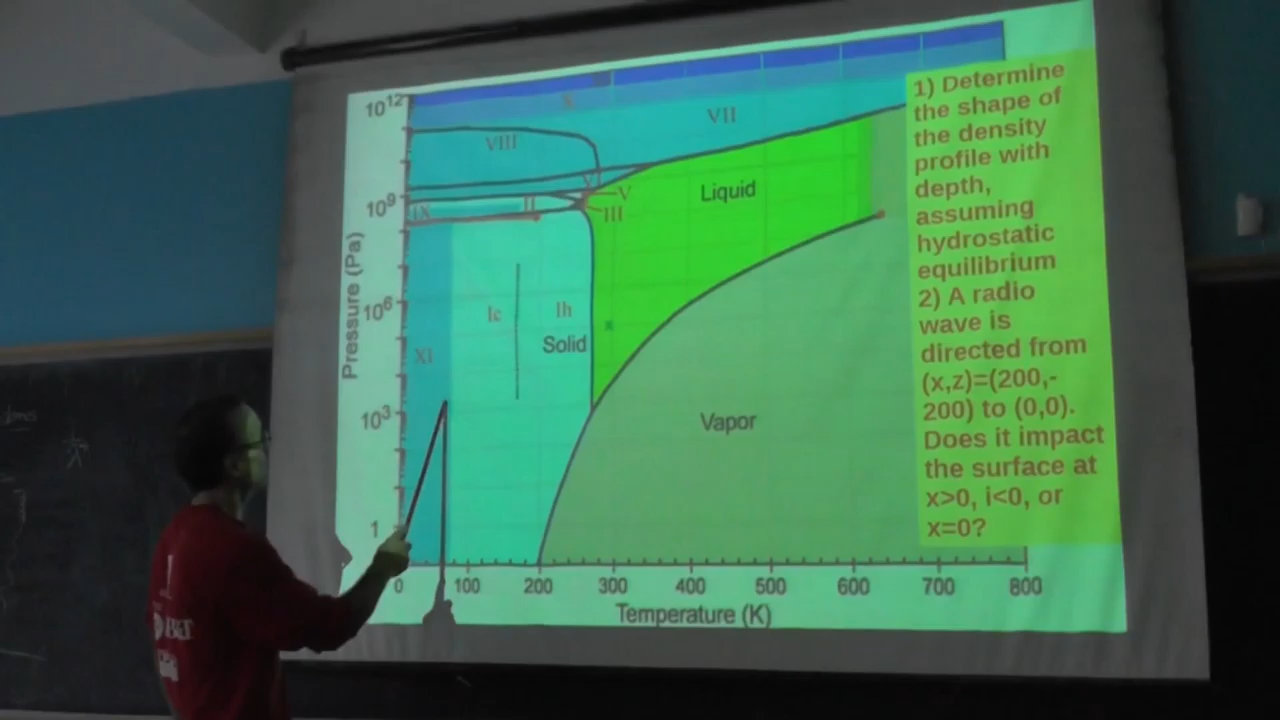 1) Determine
the shape of
the density
profile with
depth,
assuming
hydrostatic
equilibrium
2) A radio
wave is
directed from
(x,z)=(200,-
200) to (0,0).
Does it impact
the surface at
x>0, i<0, or
x=0?
Pressure (Pa)
10¹²
10⁹
10⁶
10³
1
X
VII
VIII
V
III
II
IX
Liquid
Ic
Ih
Solid
XI
Vapor
0 100 200 300 400 500 600 700 800
Temperature (K)